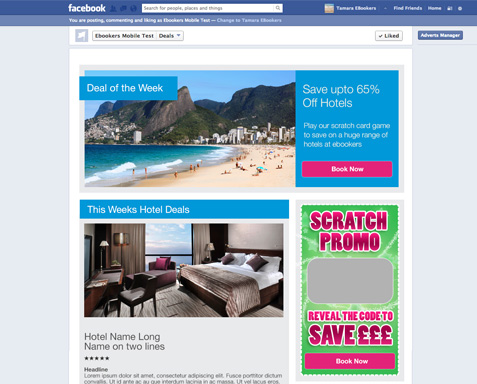 facebook
Search for people, places and things
Tamara EBookers
Find Friends
Home
You are posting, commenting and liking as Ebookers Mobile Test — Change to Tamara EBookers
Ebookers Mobile Test
Deals
Liked
Adverts Manager
Deal of the Week
Save upto 65%
Off Hotels
Play our scratch card game
to save on a huge range of
hotels at ebookers
Book Now
This Weeks Hotel Deals
SCRATCH
PROMO
REVEAL THE CODE TO
SAVE £££
Book Now
Hotel Name Long
Name on two lines
★★★★★
Headline
Lorem ipsum dolor sit amet, consectetur adipiscing elit. Fusce porttitor dictum
convallis. Ut id ante ac au que interdum lacinia in ac massa. Ut vel lacus eros.